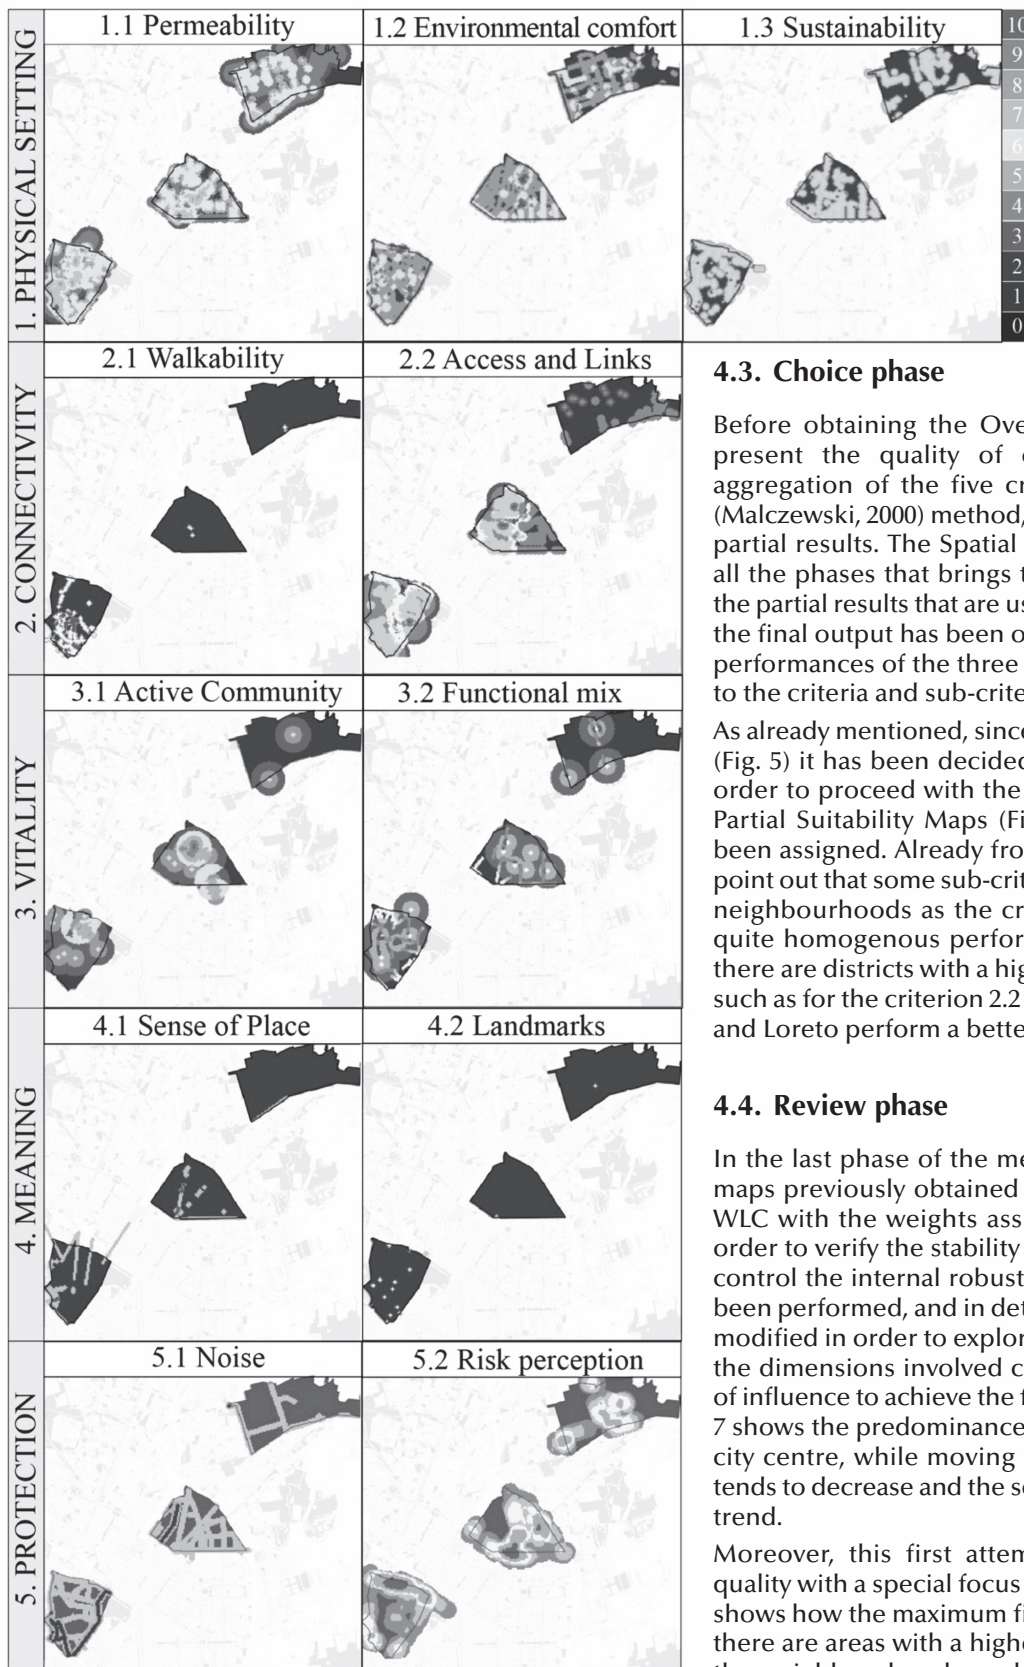 1. PHYSICAL SETTING
1.1 Permeability
1.2 Environmental comfort
1.3 Sustainability
10
9
8
7
6
5
4
3
2
1
0
2. CONNECTIVITY
2.1 Walkability
2.2 Access and Links
3. VITALITY
3.1 Active Community
3.2 Functional mix
4. MEANING
4.1 Sense of Place
4.2 Landmarks
5. PROTECTION
5.1 Noise
5.2 Risk perception
4.3. Choice phase
Before obtaining the Ove
present the quality of
aggregation of the five cr
(Malczewski, 2000) method,
partial results. The Spatial
all the phases that brings t
the partial results that are us
the final output has been o
performances of the three
to the criteria and sub-crite
As already mentioned, since
(Fig. 5) it has been decided
order to proceed with the
Partial Suitability Maps (Fi
been assigned. Already fro
point out that some sub-crit
neighbourhoods as the cr
quite homogenous perfor
there are districts with a hig
such as for the criterion 2.2
and Loreto perform a bette
4.4. Review phase
In the last phase of the me
maps previously obtained
WLC with the weights ass
order to verify the stability
control the internal robust
been performed, and in det
modified in order to explor
the dimensions involved c
of influence to achieve the f
7 shows the predominance
city centre, while moving
tends to decrease and the s
trend.
Moreover, this first attem
quality with a special focus
shows how the maximum fi
there are areas with a highe